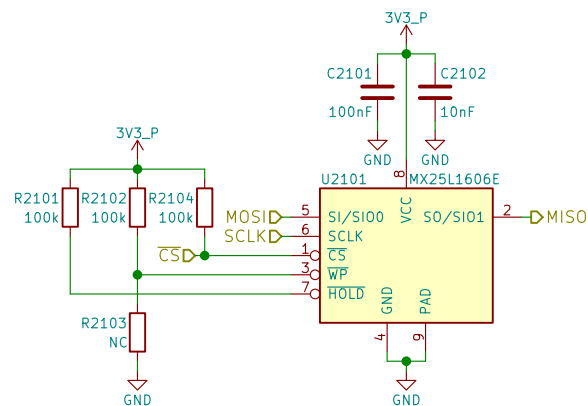 3V3_P
C2101
100nF
GND
C2102
10nF
GND
3V3_P
R2101
100k
R2102
100k
R2104
100k
U2101
MX25L1606E
8
VCC
MOSI
5
SI/SIO0
SO/SIO1
2
MISO
SCLK
6
SCLK
CS
1
CS
3
WP
7
HOLD
GND
4
PAD
9
R2103
NC
GND
GND